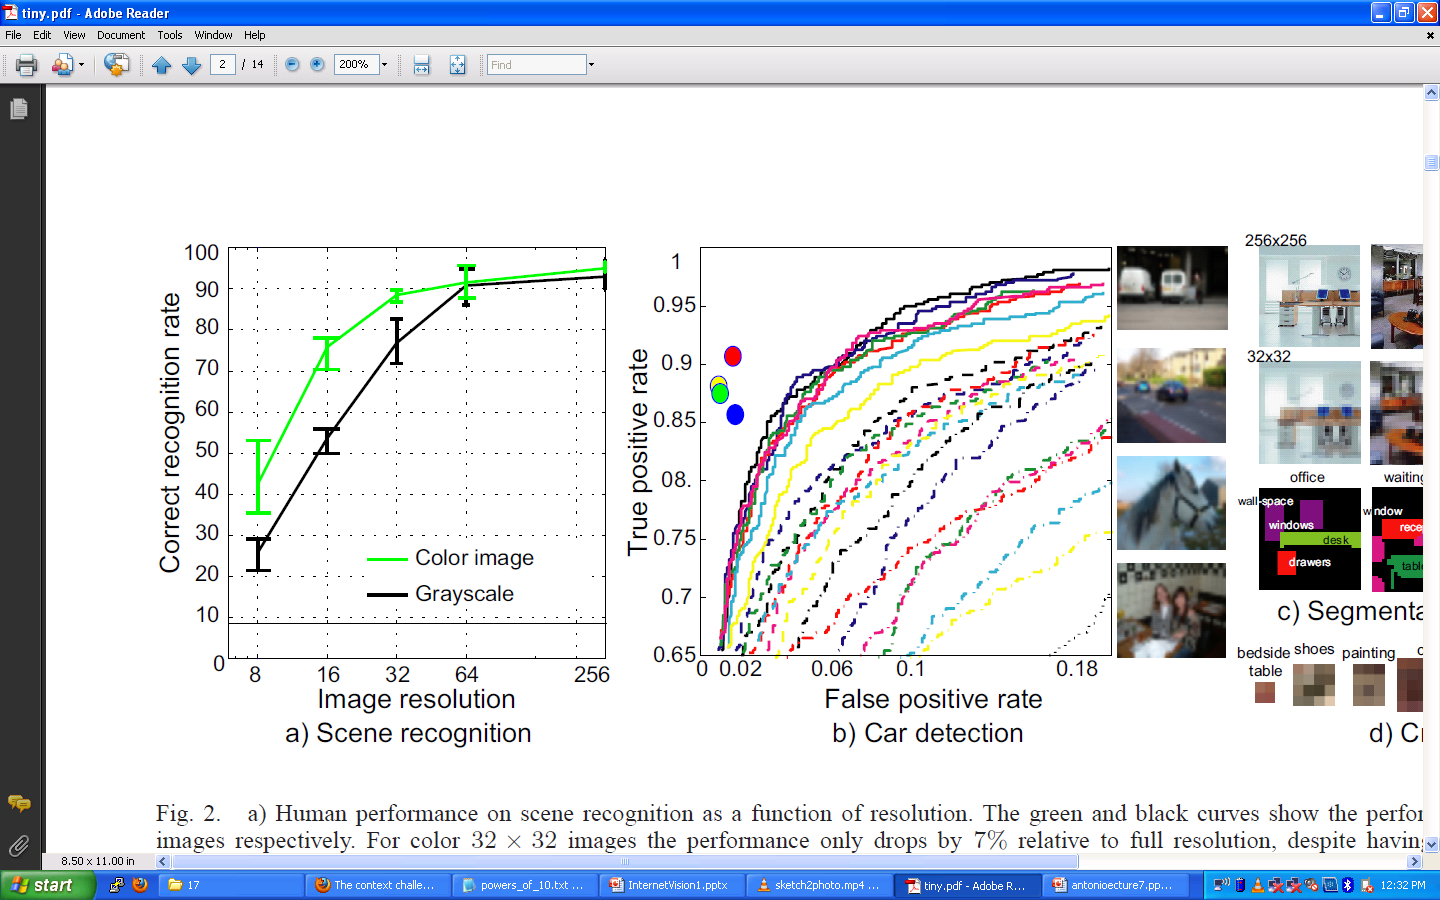 tiny.pdf - Adobe Reader
File Edit View Document Tools Window Help
2 / 14 200% Find
100
90
80
70
60
50
40
30
20
10
0
Correct recognition rate
Color image
Grayscale
8 16 32 64 256
Image resolution
a) Scene recognition
1
0.95
0.9
0.85
08.
0.75
0.7
0.65
True positive rate
0 0.02 0.06 0.1 0.18
False positive rate
b) Car detection
256x256
32x32
office waiting
wall-space
windows
desk
drawers
window
rece
table
c) Segmenta
bedside table
shoes
painting
c
d) Cr
Fig. 2. a) Human performance on scene recognition as a function of resolution. The green and black curves show the perfor
images respectively. For color 32 × 32 images the performance only drops by 7% relative to full resolution, despite having
8.50 x 11.00 in
start
17
The context challe...
powers_of_10.txt ...
InternetVision1.pptx
sketch2photo.mp4 ...
tiny.pdf - Adobe R...
antonioecture7.pp...
12:32 PM